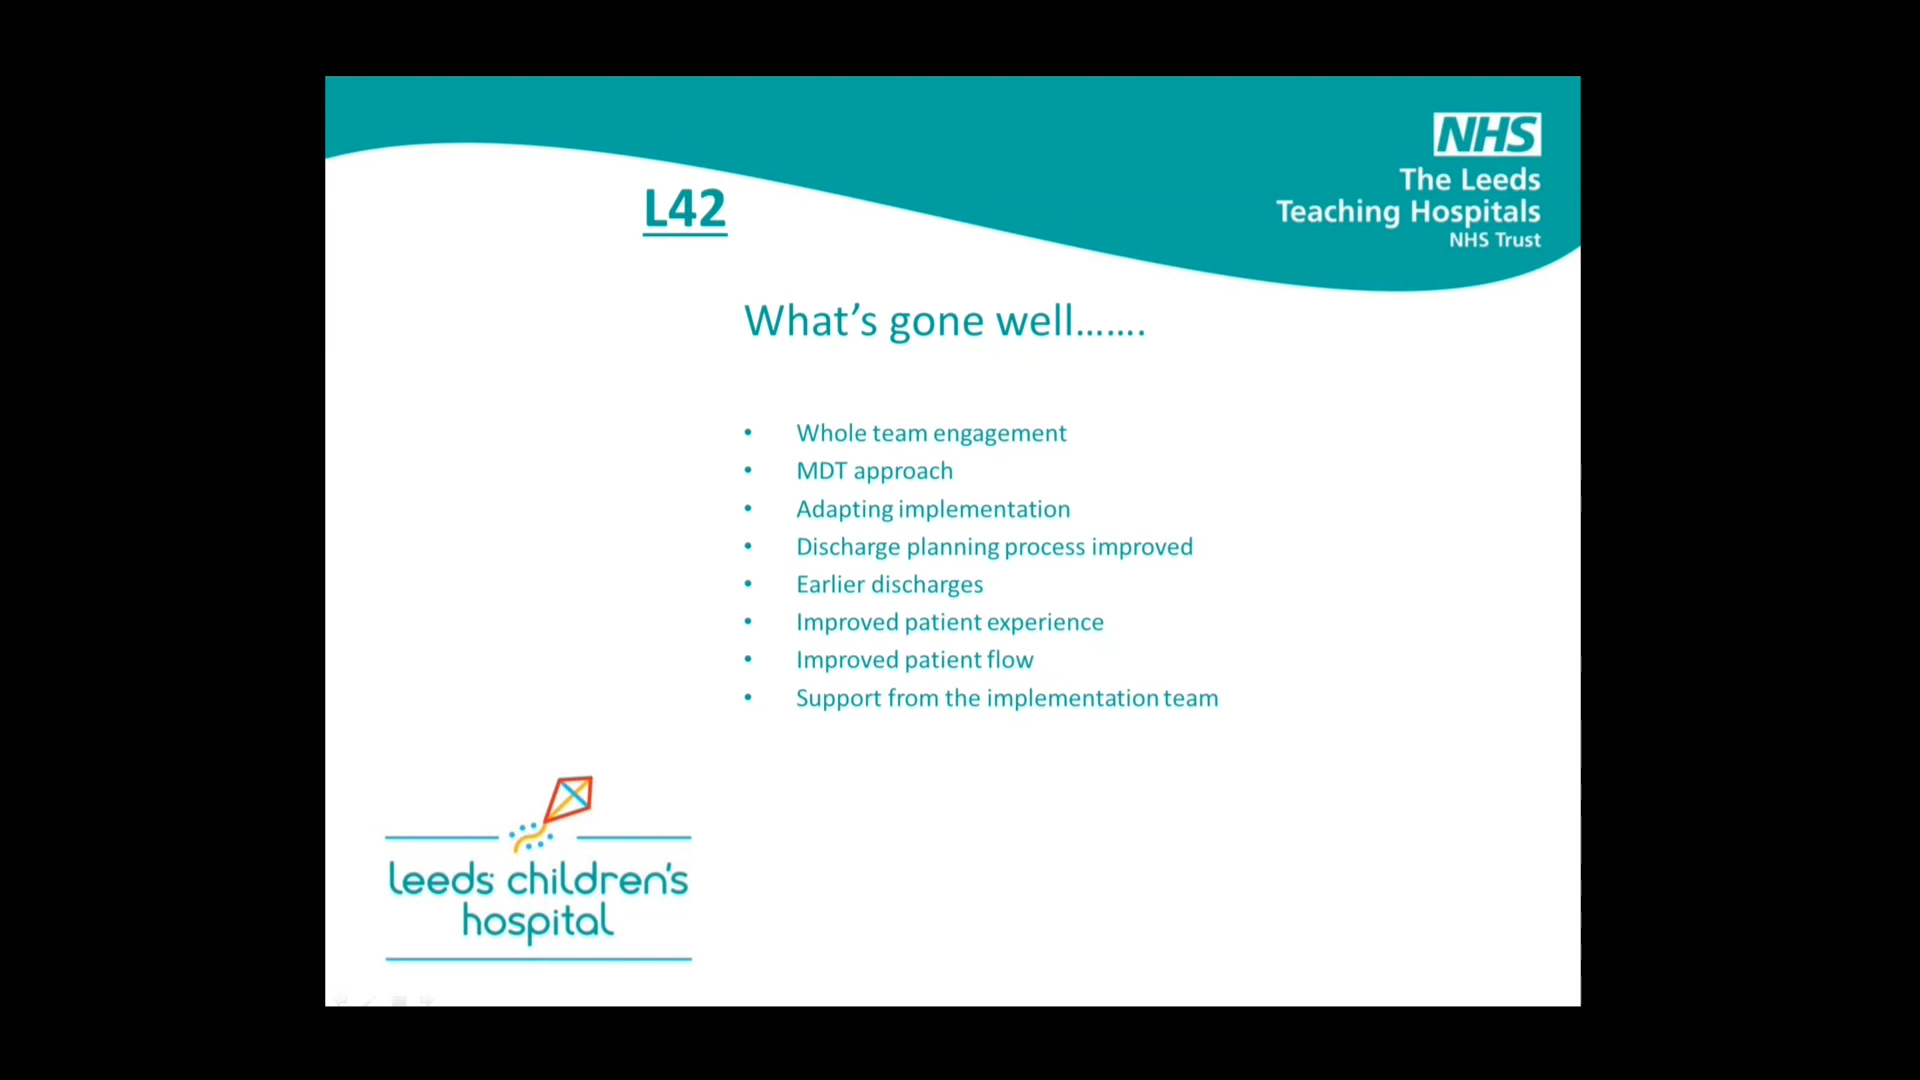 NHS
The Leeds
Teaching Hospitals
NHS Trust
L42
What’s gone well…….
• Whole team engagement
• MDT approach
• Adapting implementation
• Discharge planning process improved
• Earlier discharges
• Improved patient experience
• Improved patient flow
• Support from the implementation team
leeds children's
hospital